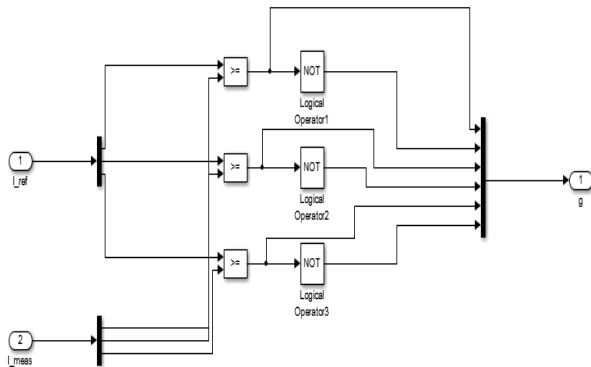 >=
NOT
Logical
Operator1
1
I_ref
>=
NOT
Logical
Operator2
1
g
>=
NOT
Logical
Operator3
2
I_meas